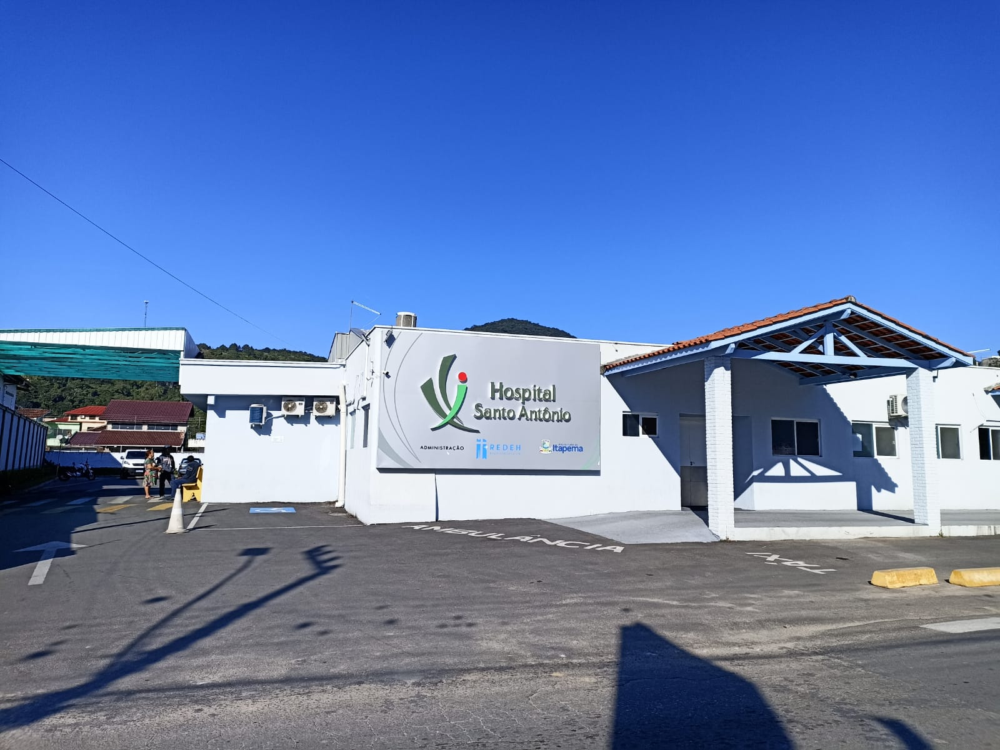 Hospital
Santo Antônio
ADMINISTRAÇÃO
REDEH
Itapema
AMBULÂNCIA
TAXI